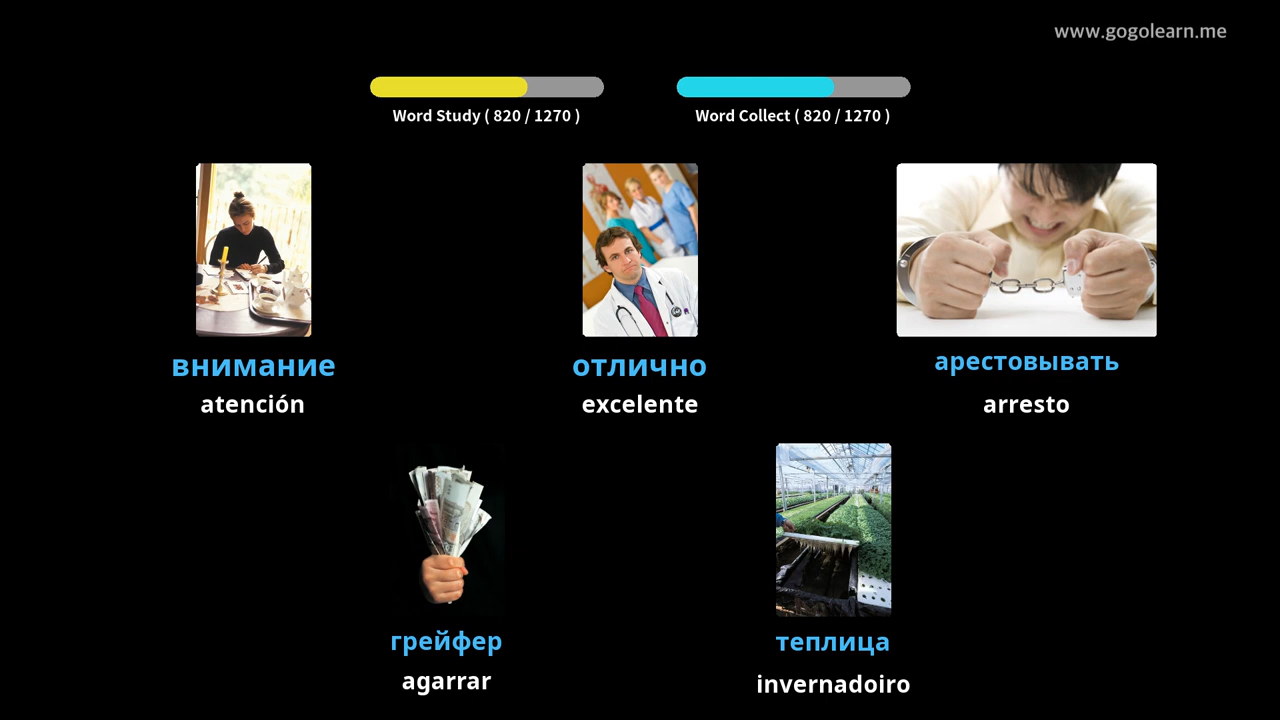 www.gogolearn.me
Word Study ( 820 / 1270 )
Word Collect ( 820 / 1270 )
внимание
atención
отлично
excelente
арестовывать
arresto
грейфер
agarrar
теплица
invernadoiro